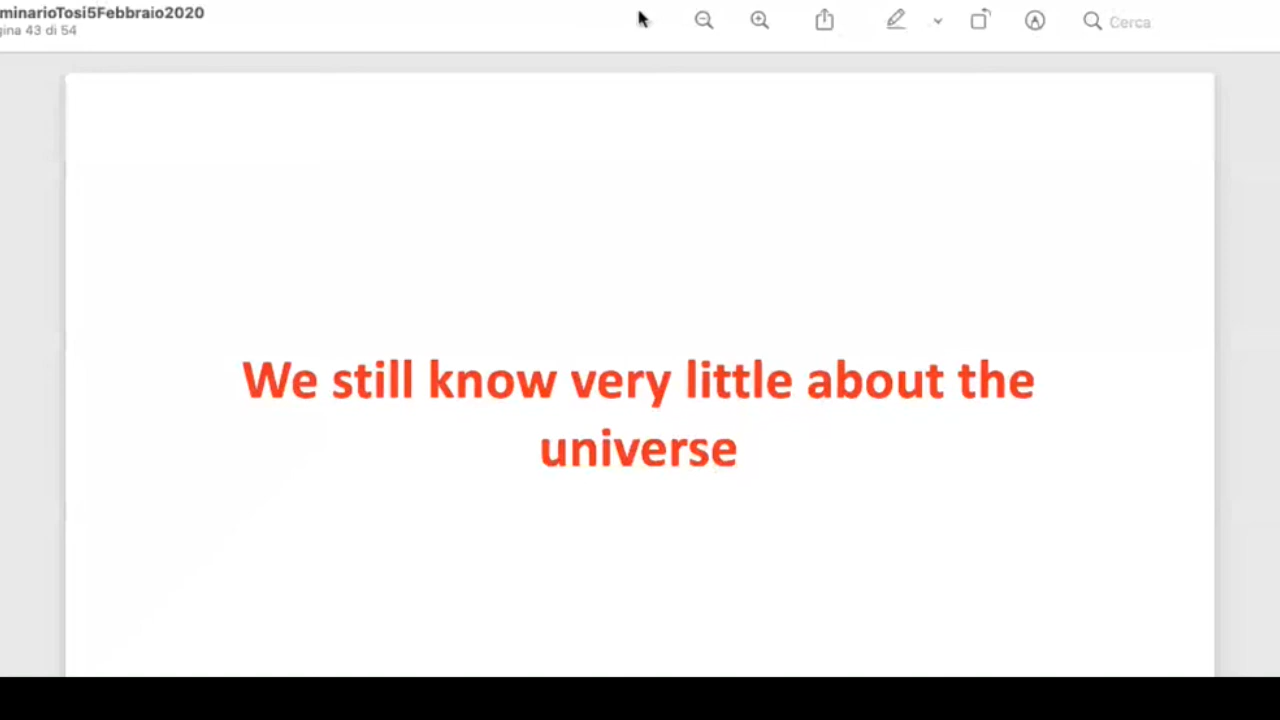 minarioTosi5Febbraio2020
gina 43 di 54
Cerca
We still know very little about the
universe